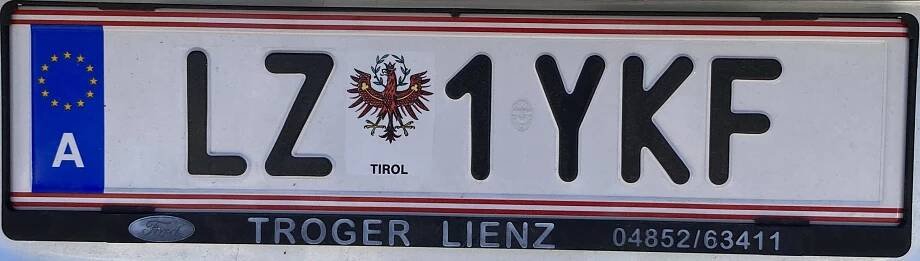 A LZ TIROL 1YKF
Ford TROGER LIENZ 04852/63411